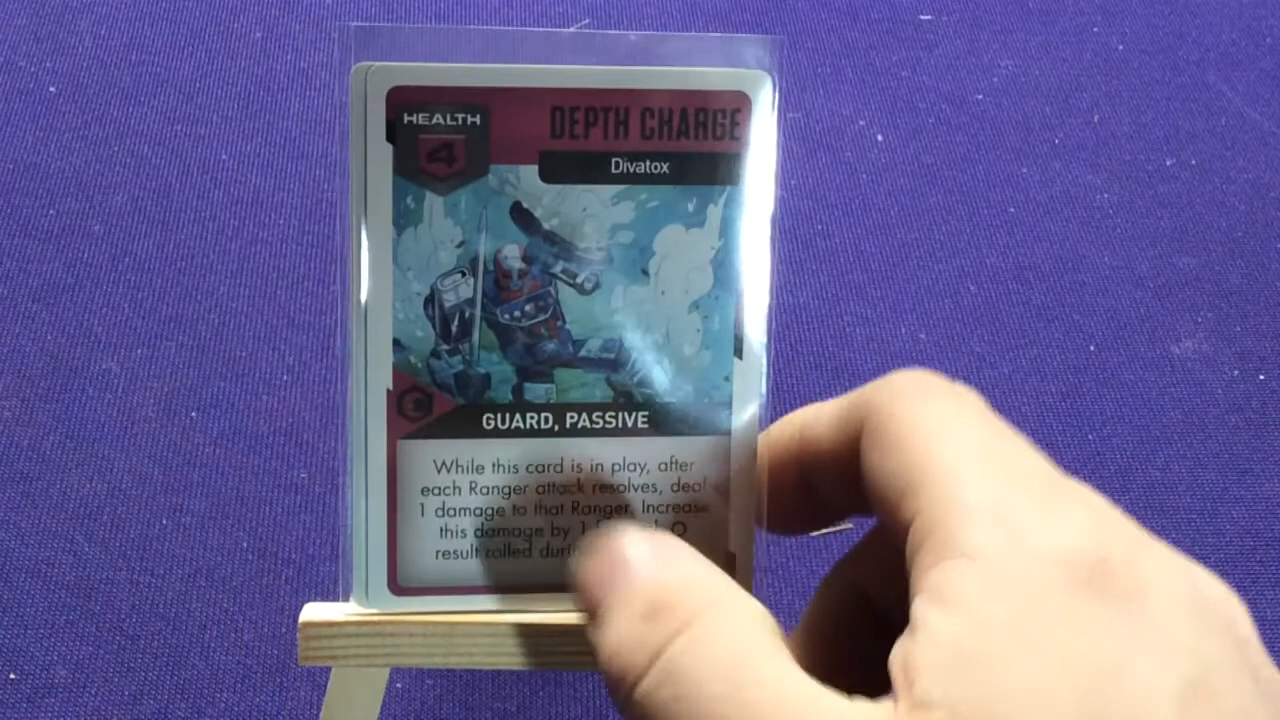 HEALTH
4
DEPTH CHARGE
Divatox
GUARD, PASSIVE
While this card is in play, after
each Ranger attack resolves, deal
1 damage to that Ranger. Increase
this damage by 1
result rolled